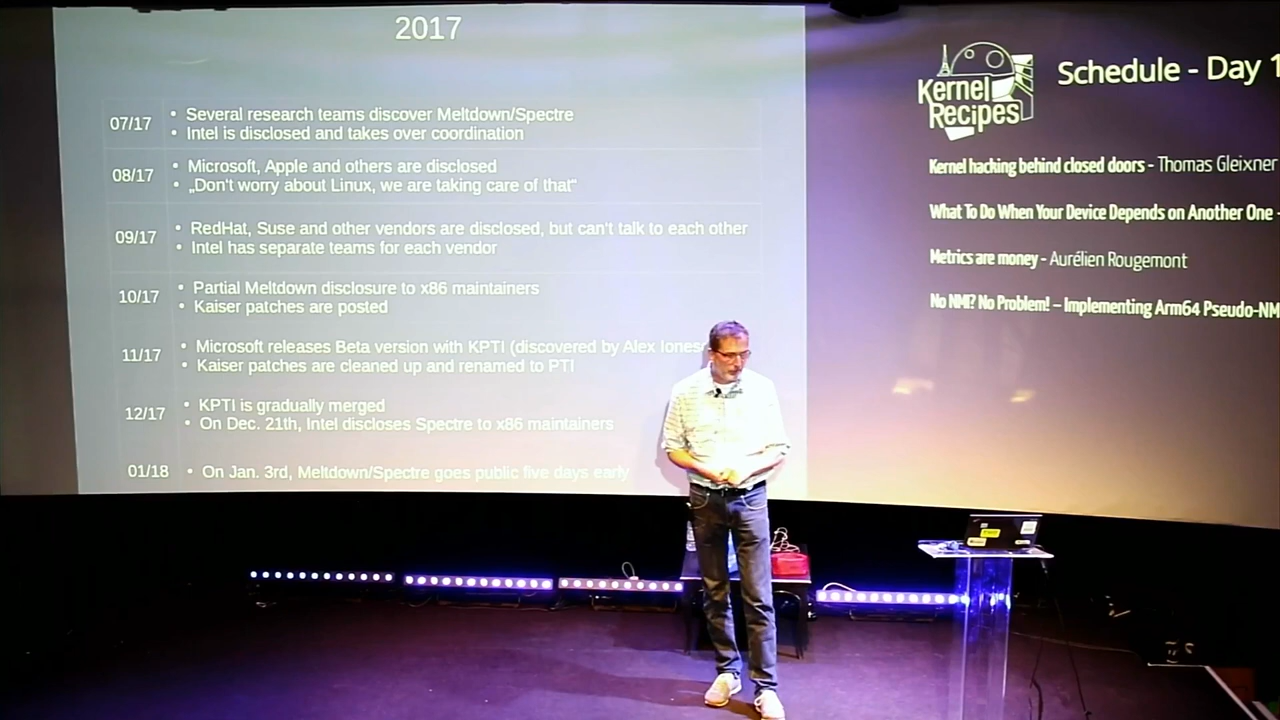 2017
07/17
• Several research teams discover Meltdown/Spectre
• Intel is disclosed and takes over coordination
08/17
• Microsoft, Apple and others are disclosed
• „Don't worry about Linux, we are taking care of that"
09/17
• RedHat, Suse and other vendors are disclosed, but can't talk to each other
• Intel has separate teams for each vendor
10/17
• Partial Meltdown disclosure to x86 maintainers
• Kaiser patches are posted
11/17
• Microsoft releases Beta version with KPTI (discovered by Alex Iones
• Kaiser patches are cleaned up and renamed to PTI
12/17
• KPTI is gradually merged
• On Dec. 21th, Intel discloses Spectre to x86 maintainers
01/18
• On Jan. 3rd, Meltdown/Spectre goes public five days early
Kernel
Recipes
Schedule - Day 1
Kernel hacking behind closed doors - Thomas Gleixner
What To Do When Your Device Depends on Another One -
Metrics are money - Aurélien Rougemont
No NMI? No Problem! – Implementing Arm64 Pseudo-NM